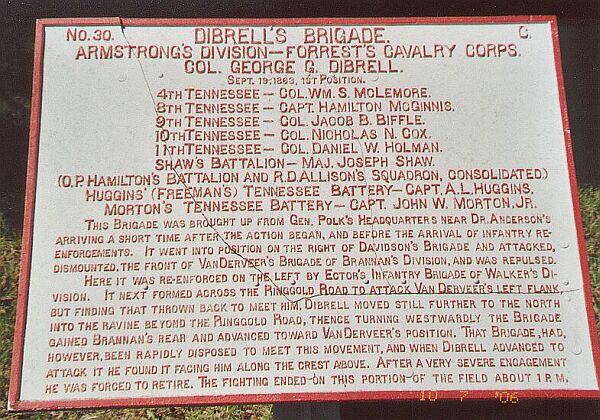 No. 30. DIBRELL'S BRIGADE. C.
ARMSTRONG'S DIVISION—FORREST'S CAVALRY CORPS.
COL. GEORGE G. DIBRELL.
SEPT. 19, 1863, 1ST POSITION.
4TH TENNESSEE—COL. WM. S. MCLEMORE.
8TH TENNESSEE—CAPT. HAMILTON MCGINNIS.
9TH TENNESSEE—COL. JACOB B. BIFFLE.
10TH TENNESSEE—COL. NICHOLAS N. COX.
11TH TENNESSEE—COL. DANIEL W. HOLMAN.
SHAW'S BATTALION—MAJ. JOSEPH SHAW.
(O.P. HAMILTON'S BATTALION AND R.D. ALLISON'S SQUADRON, CONSOLIDATED)
HUGGINS' (FREEMAN'S) TENNESSEE BATTERY—CAPT. A.L. HUGGINS.
MORTON'S TENNESSEE BATTERY—CAPT. JOHN W. MORTON, JR.
THIS BRIGADE WAS BROUGHT UP FROM GEN. POLK'S HEADQUARTERS NEAR DR. ANDERSON'S
ARRIVING A SHORT TIME AFTER THE ACTION BEGAN, AND BEFORE THE ARRIVAL OF INFANTRY RE-
ENFORCEMENTS. IT WENT INTO POSITION ON THE RIGHT OF DAVIDSON'S BRIGADE AND ATTACKED,
DISMOUNTED, THE FRONT OF VANDERVEER'S BRIGADE OF BRANNAN'S DIVISION, AND WAS REPULSED.
HERE IT WAS RE-ENFORCED ON THE LEFT BY ECTOR'S INFANTRY BRIGADE OF WALKER'S DI-
VISION. IT NEXT FORMED ACROSS THE RINGGOLD ROAD TO ATTACK VAN DERVEER'S LEFT FLANK,
BUT FINDING THAT THROWN BACK TO MEET HIM, DIBRELL MOVED STILL FURTHER TO THE NORTH
INTO THE RAVINE BEYOND THE RINGGOLD ROAD, THENCE TURNING WESTWARDLY THE BRIGADE
GAINED BRANNAN'S REAR AND ADVANCED TOWARD VANDERVEER'S POSITION. THAT BRIGADE, HAD,
HOWEVER, BEEN RAPIDLY DISPOSED TO MEET THIS MOVEMENT, AND WHEN DIBRELL ADVANCED TO
ATTACK IT HE FOUND IT FACING HIM ALONG THE CREST ABOVE. AFTER A VERY SEVERE ENGAGEMENT
HE WAS FORCED TO RETIRE. THE FIGHTING ENDED ON THIS PORTION OF THE FIELD ABOUT 1 P.M.
10 7 '06